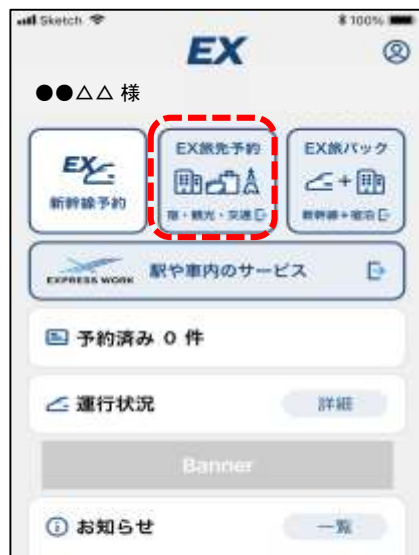 Sketch
100%
EX
●●△△ 様
EX
新幹線予約
EX旅先予約
宿・観光・交通
EX旅パック
+
新幹線+宿泊
EXPRESS WORK
駅や車内のサービス
予約済み 0 件
運行状況
詳細
Banner
お知らせ
一覧